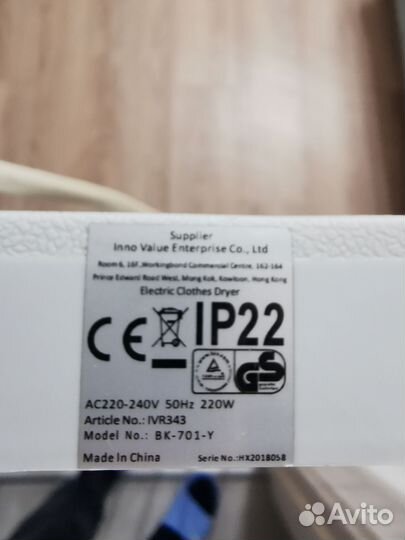 Supplier
Inno Value Enterprise Co., Ltd
Room 6, 16F, Workingbond Commercial Centre, 162-164
Prince Edward Road West, Mong Kok, Kowloon, Hong Kong
Electric Clothes Dryer
CE IP22
GS
AC220-240V 50Hz 220W
Article No.: IVR343
Model No.: BK-701-Y
Made In China Serie No.:HX2018058
Avito